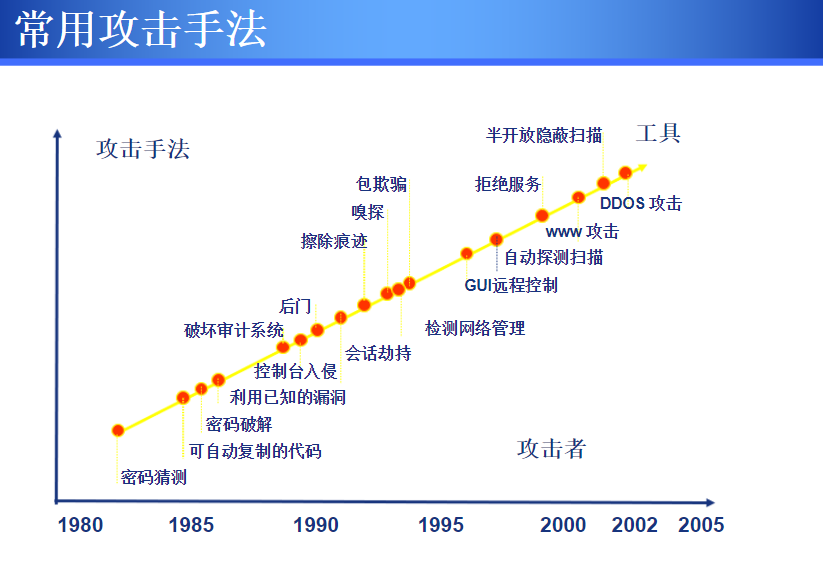 常用攻击手法
半开放隐蔽扫描
工具
攻击手法
包欺骗
拒绝服务
DDOS 攻击
嗅探
www 攻击
擦除痕迹
自动探测扫描
GUI远程控制
后门
破坏审计系统
检测网络管理
会话劫持
控制台入侵
利用已知的漏洞
密码破解
攻击者
可自动复制的代码
密码猜测
1980 1985 1990 1995 2000 2002 2005